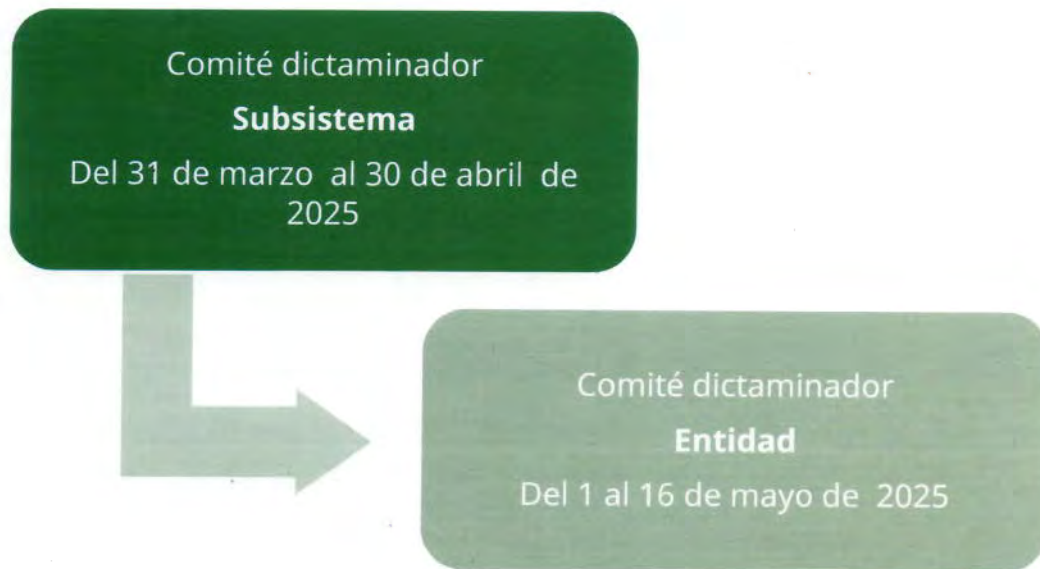 Comité dictaminador
Subsistema
Del 31 de marzo al 30 de abril de
2025
Comité dictaminador
Entidad
Del 1 al 16 de mayo de 2025